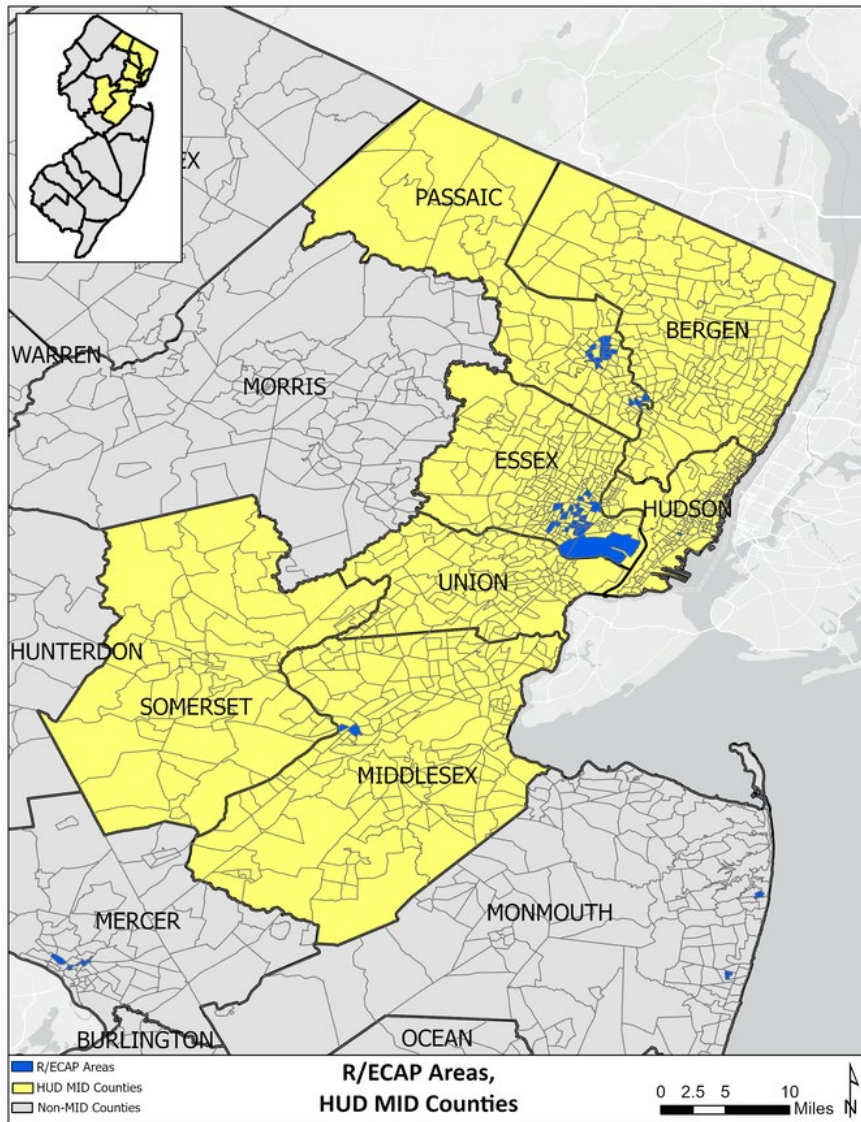 EX
PASSAIC
BERGEN
WARREN
MORRIS
ESSEX
HUDSON
UNION
HUNTERDON
SOMERSET
MIDDLESEX
MERCER
MONMOUTH
BURLINGTON
OCEAN
R/ECAP Areas
HUD MID Counties
Non-MID Counties
R/ECAP Areas,
HUD MID Counties
0 2.5 5 10
Miles
N